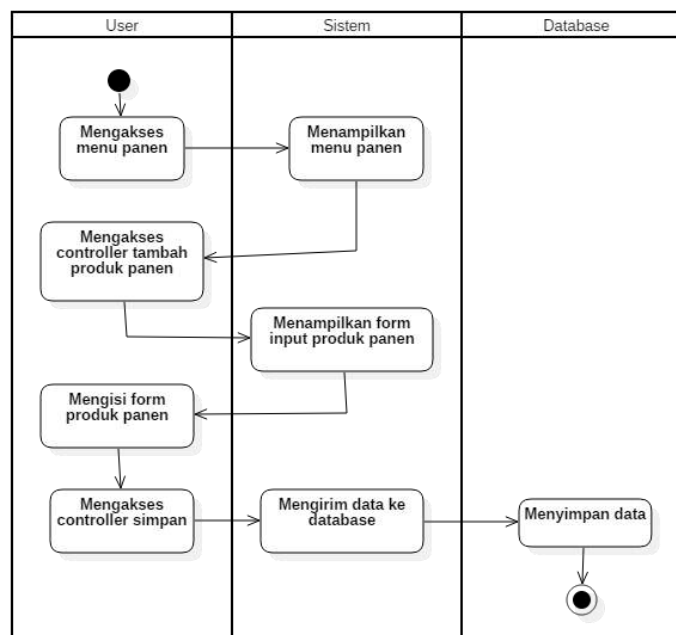 User
Sistem
Database
Mengakses
menu panen
Menampilkan
menu panen
Mengakses
controller tambah
produk panen
Menampilkan form
input produk panen
Mengisi form
produk panen
Mengakses
controller simpan
Mengirim data ke
database
Menyimpan data